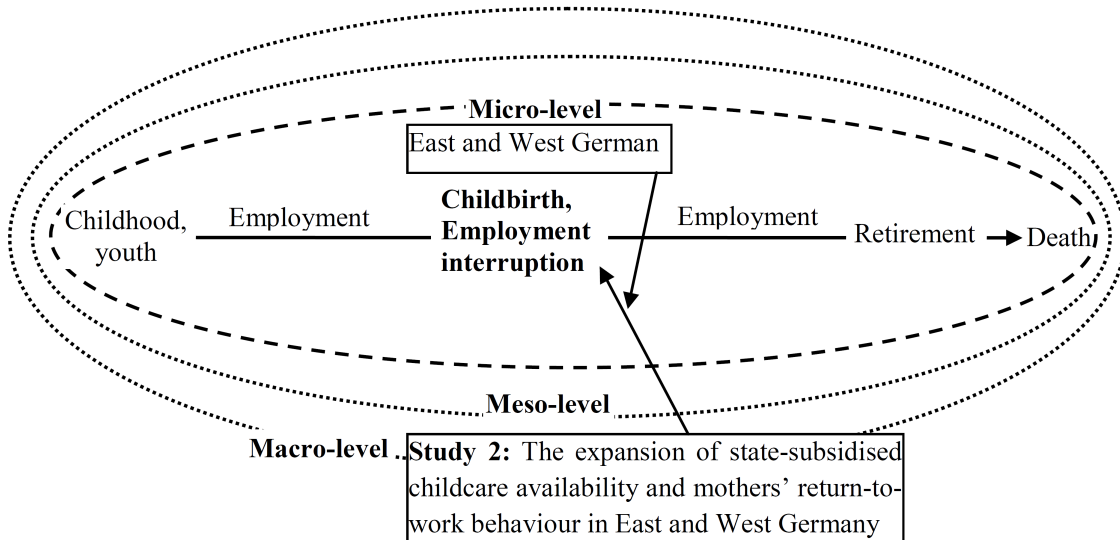 Micro-level
East and West German
Childhood,
youth
Employment
Childbirth,
Employment
interruption
Employment
Retirement
Death
Meso-level
Macro-level
Study 2: The expansion of state-subsidised
childcare availability and mothers’ return-to-
work behaviour in East and West Germany